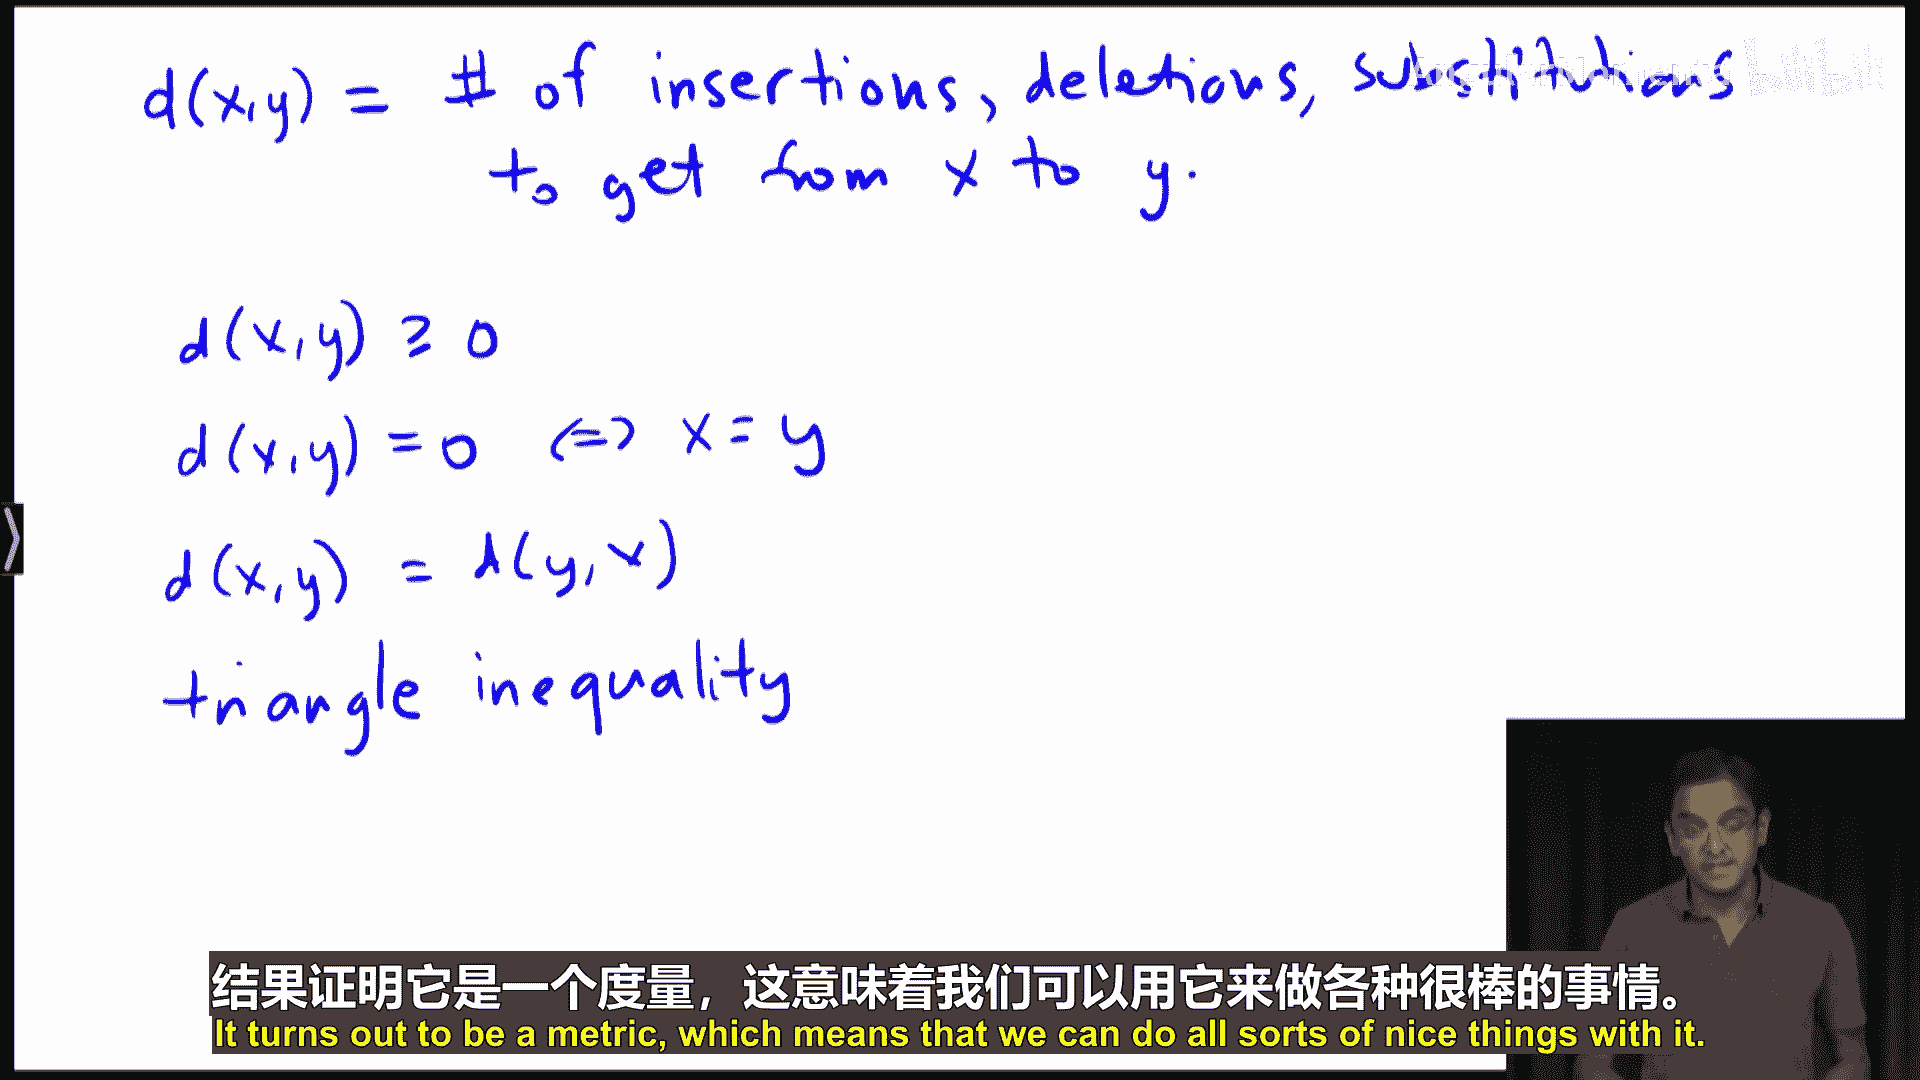 d(x,y) = # of insertions, deletions, substitutions
to get from x to y.
d(x,y) ≥ 0
d(x,y) = 0 <=> x = y
d(x,y) = d(y,x)
triangle inequality
结果证明它是一个度量，这意味着我们可以用它来做各种很棒的事情。
It turns out to be a metric, which means that we can do all sorts of nice things with it.